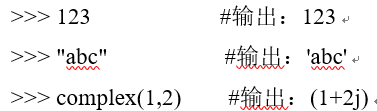 >>> 123 #输出：123
>>> "abc" #输出：'abc'
>>> complex(1,2) #输出：(1+2j)